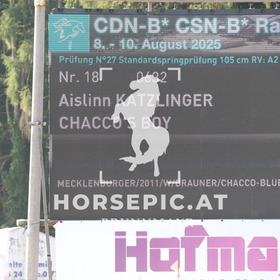 CDN-B* CSN-B* Ra
8. - 10. August 2025
Prüfung N°27 Standardspringprüfung 105 cm RV: A2
Nr. 18 0632
Aislinn KATZLINGER
CHACCO'S BOY
MECKLENBURGER/2011/W/BRAUNER/CHACCO-BLUE
HORSEPIC.AT
Hofma